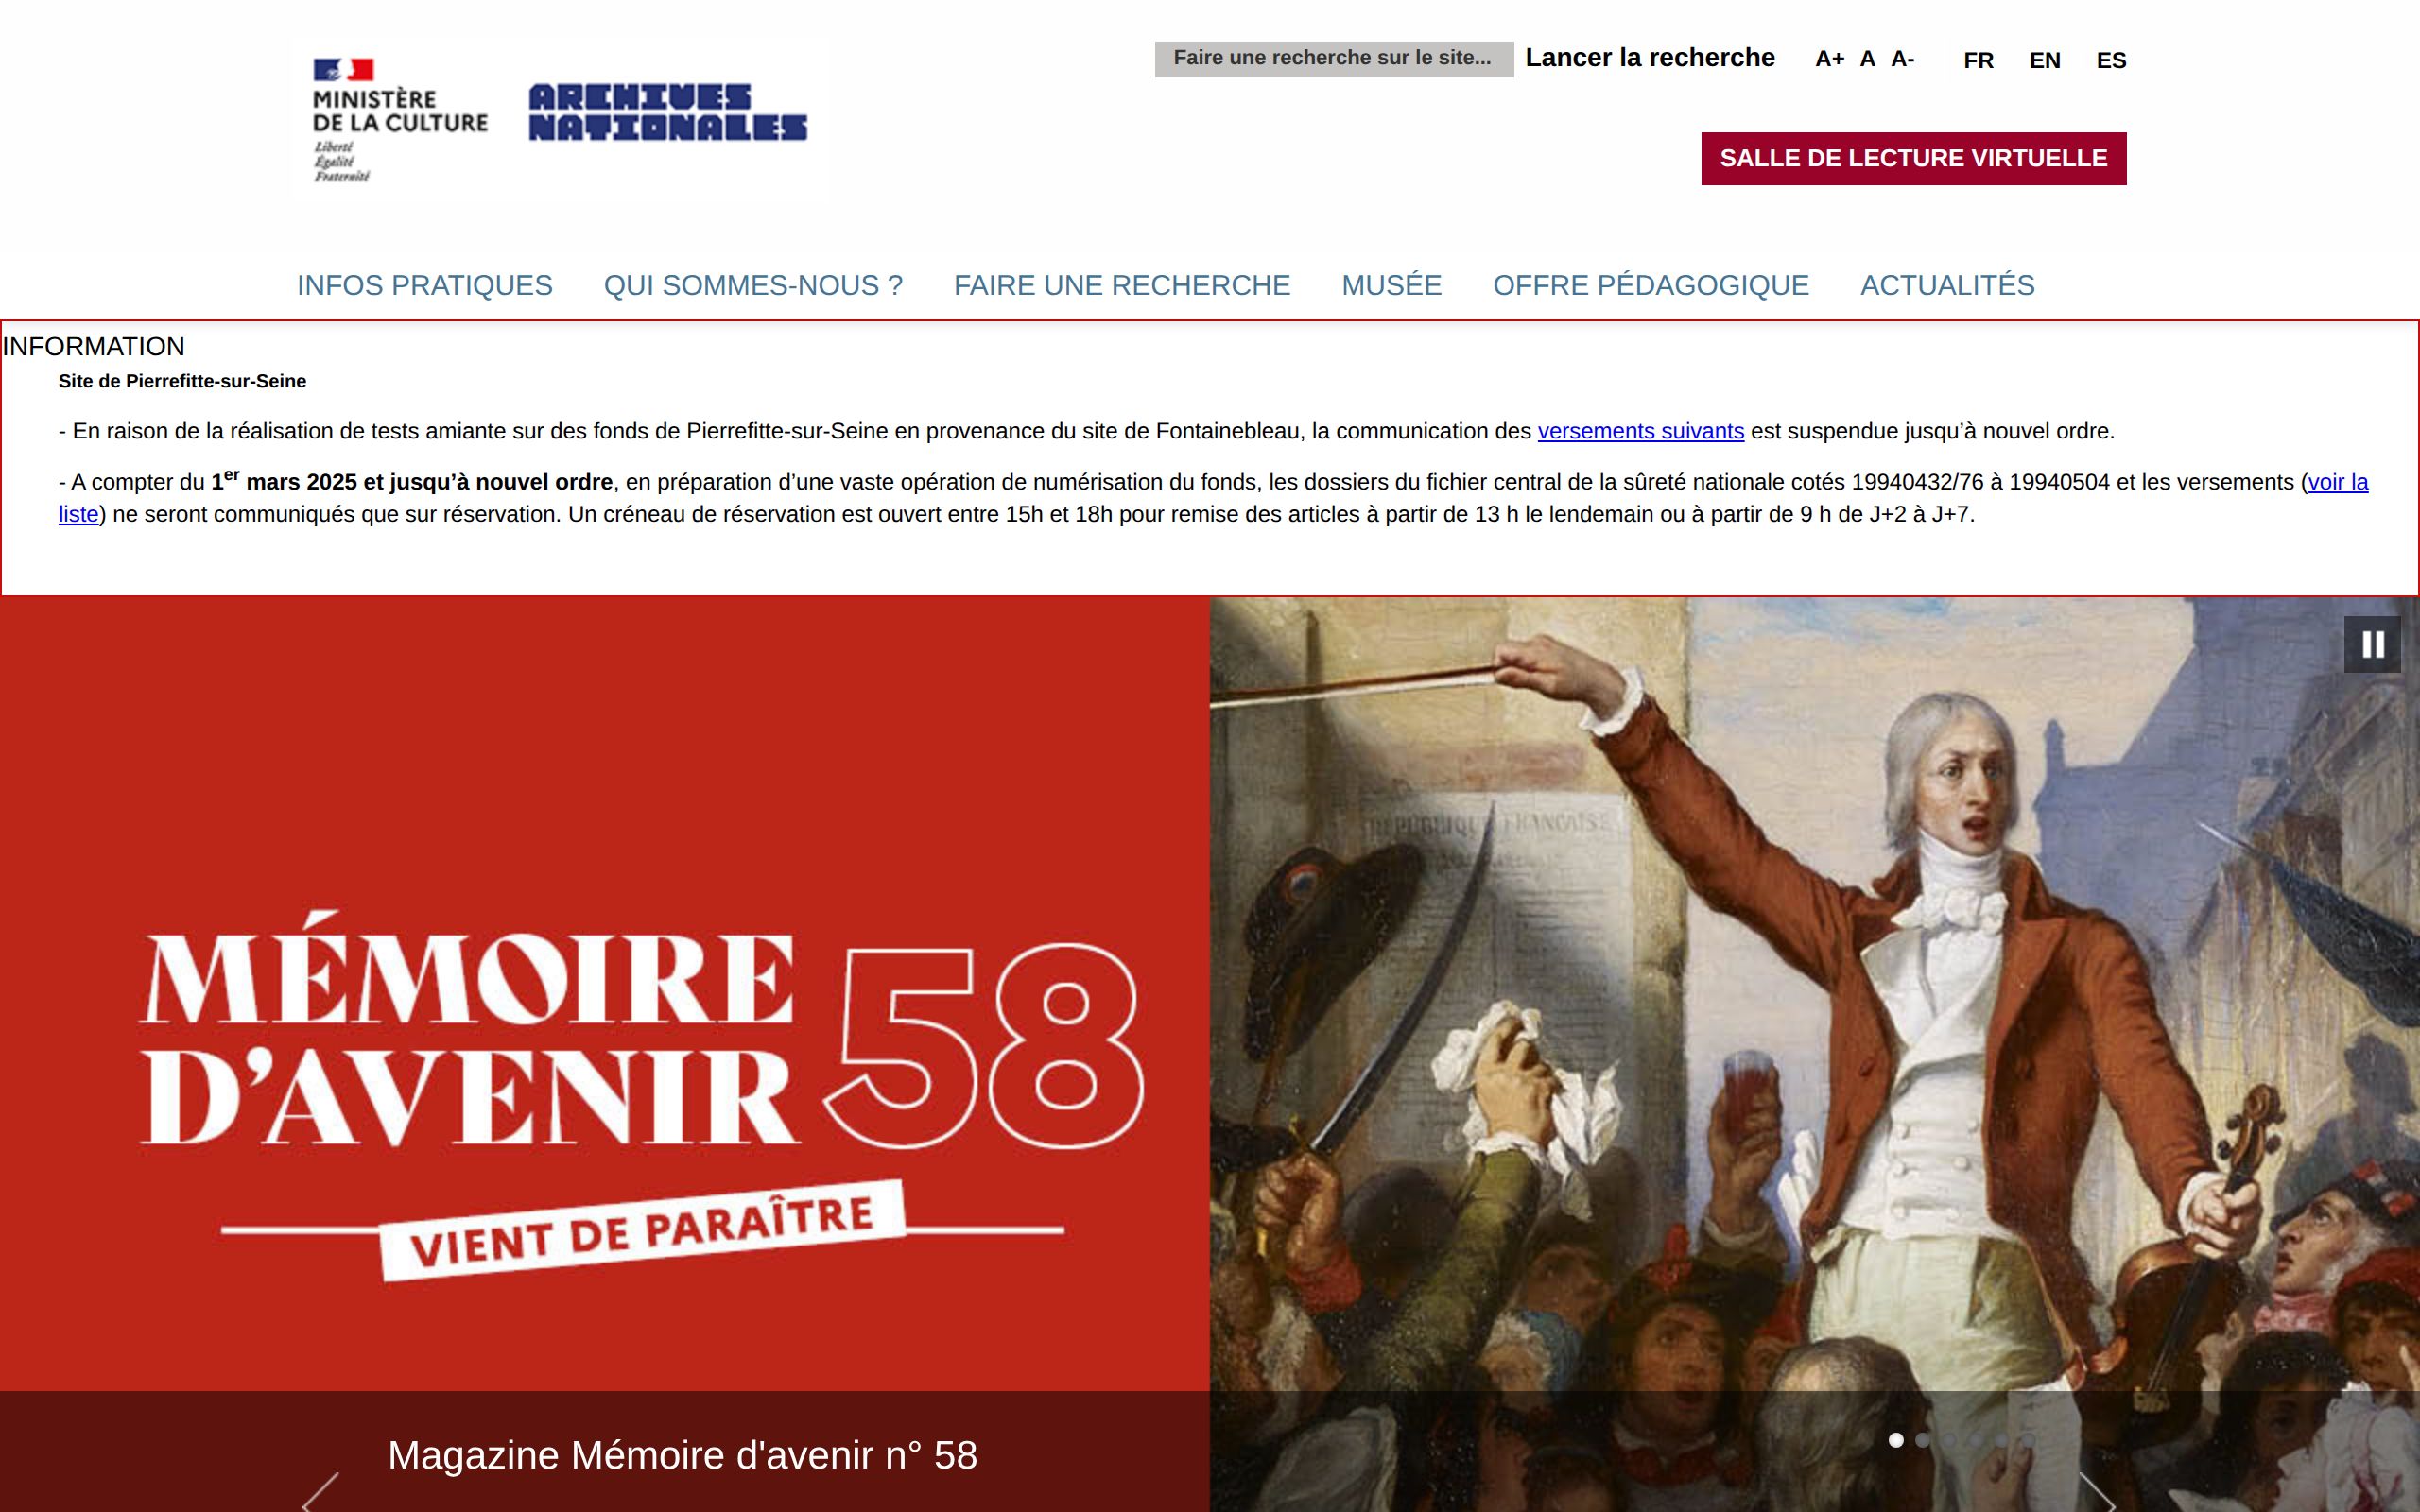 Faire une recherche sur le site... Lancer la recherche A+ A A- FR EN ES
MINISTÈRE
DE LA CULTURE
Liberté
Égalité
Fraternité
ARCHIVES
NATIONALES
SALLE DE LECTURE VIRTUELLE
INFOS PRATIQUES QUI SOMMES-NOUS ? FAIRE UNE RECHERCHE MUSÉE OFFRE PÉDAGOGIQUE ACTUALITÉS
INFORMATION
Site de Pierrefitte-sur-Seine
- En raison de la réalisation de tests amiante sur des fonds de Pierrefitte-sur-Seine en provenance du site de Fontainebleau, la communication des versements suivants est suspendue jusqu’à nouvel ordre.
- A compter du 1er mars 2025 et jusqu’à nouvel ordre, en préparation d’une vaste opération de numérisation du fonds, les dossiers du fichier central de la sûreté nationale cotés 19940432/76 à 19940504 et les versements (voir la
liste) ne seront communiqués que sur réservation. Un créneau de réservation est ouvert entre 15h et 18h pour remise des articles à partir de 13 h le lendemain ou à partir de 9 h de J+2 à J+7.
REPUBLIQUE FRANCAISE
MÉMOIRE
D’AVENIR 58
VIENT DE PARAÎTRE
Magazine Mémoire d'avenir n° 58